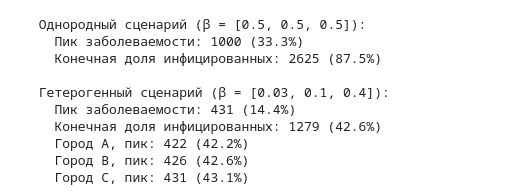 Однородный сценарий (β = [0.5, 0.5, 0.5]):
Пик заболеваемости: 1000 (33.3%)
Конечная доля инфицированных: 2625 (87.5%)
Гетерогенный сценарий (β = [0.03, 0.1, 0.4]):
Пик заболеваемости: 431 (14.4%)
Конечная доля инфицированных: 1279 (42.6%)
Город A, пик: 422 (42.2%)
Город B, пик: 426 (42.6%)
Город C, пик: 431 (43.1%)